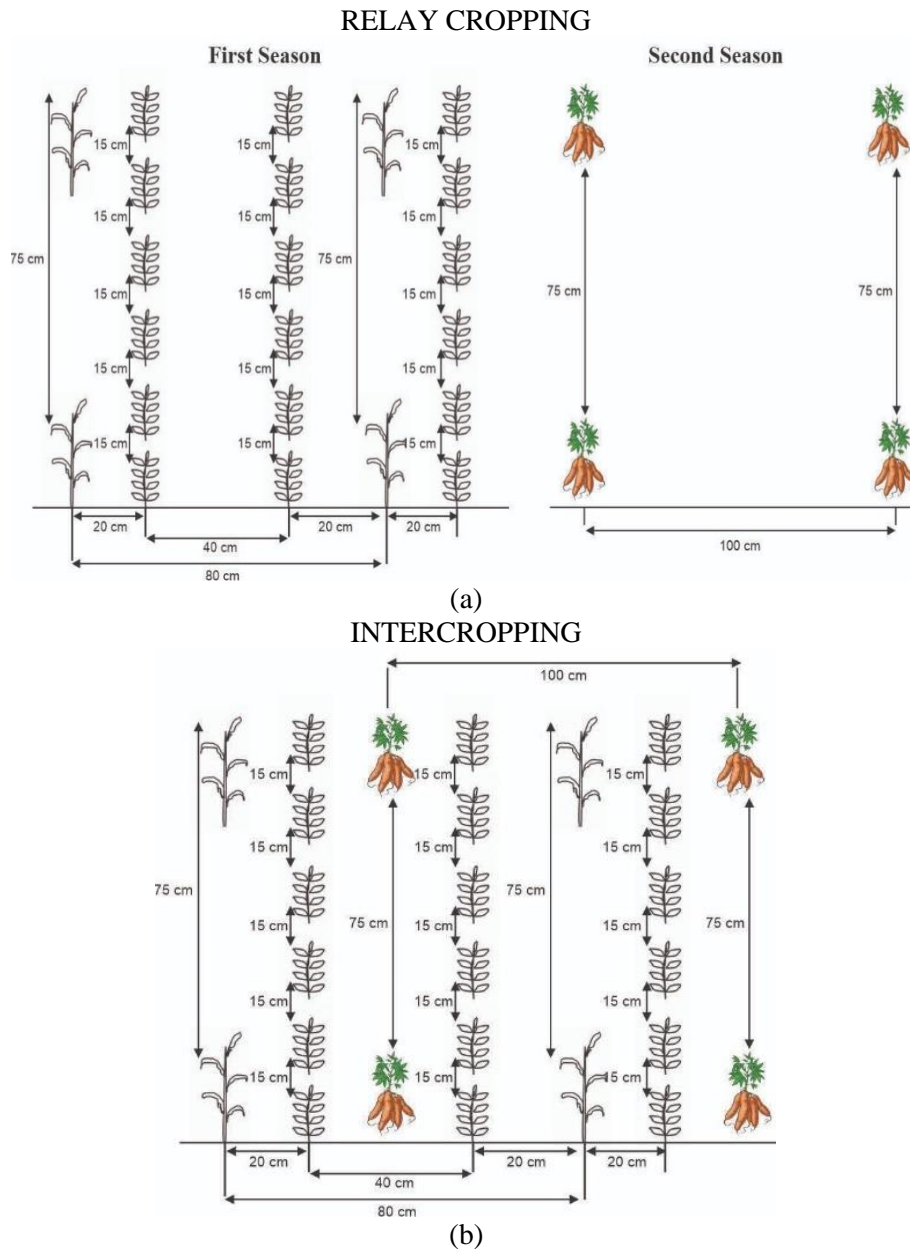 RELAY CROPPING
First Season Second Season
15 cm 15 cm 15 cm
15 cm 15 cm 15 cm
75 cm 75 cm 75 cm 75 cm
15 cm 15 cm 15 cm
15 cm 15 cm 15 cm
15 cm 15 cm 15 cm
20 cm 20 cm 20 cm
40 cm 100 cm
80 cm
(a)
INTERCROPPING
100 cm
15 cm 15 cm 15 cm
15 cm 15 cm 15 cm
75 cm 75 cm 75 cm 75 cm
15 cm 15 cm 15 cm
15 cm 15 cm 15 cm
15 cm 15 cm 15 cm
20 cm 20 cm 20 cm
40 cm
80 cm
(b)